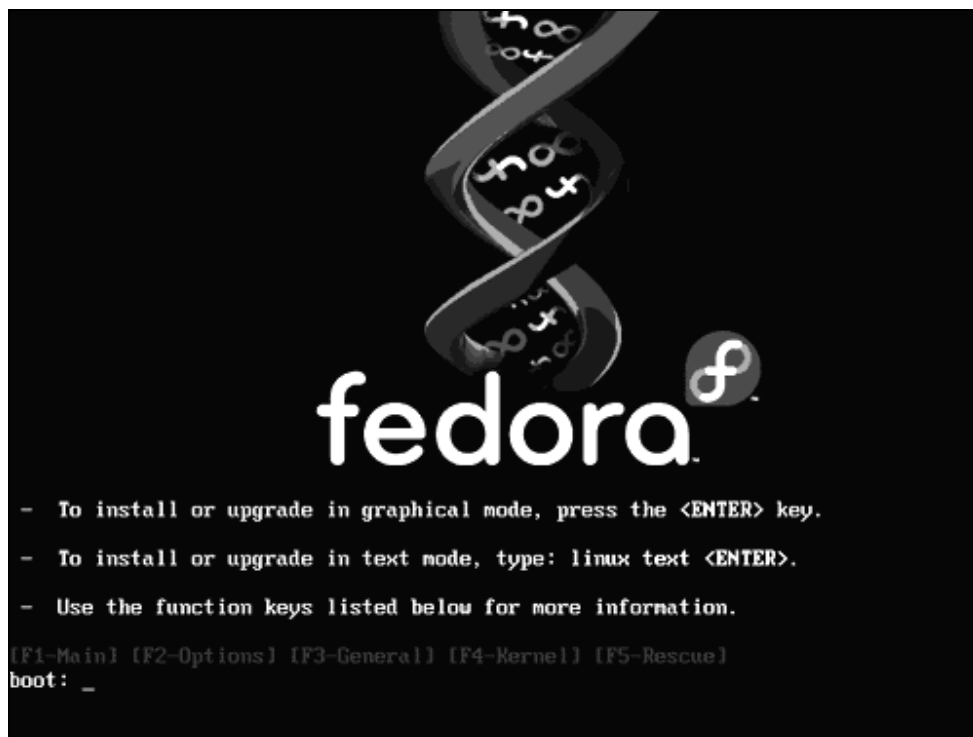 fedora
- To install or upgrade in graphical mode, press the <ENTER> key.
- To install or upgrade in text mode, type: linux text <ENTER>.
- Use the function keys listed below for more information.
[F1-Main] [F2-Options] [F3-General] [F4-Kernel] [F5-Rescue]
boot: _